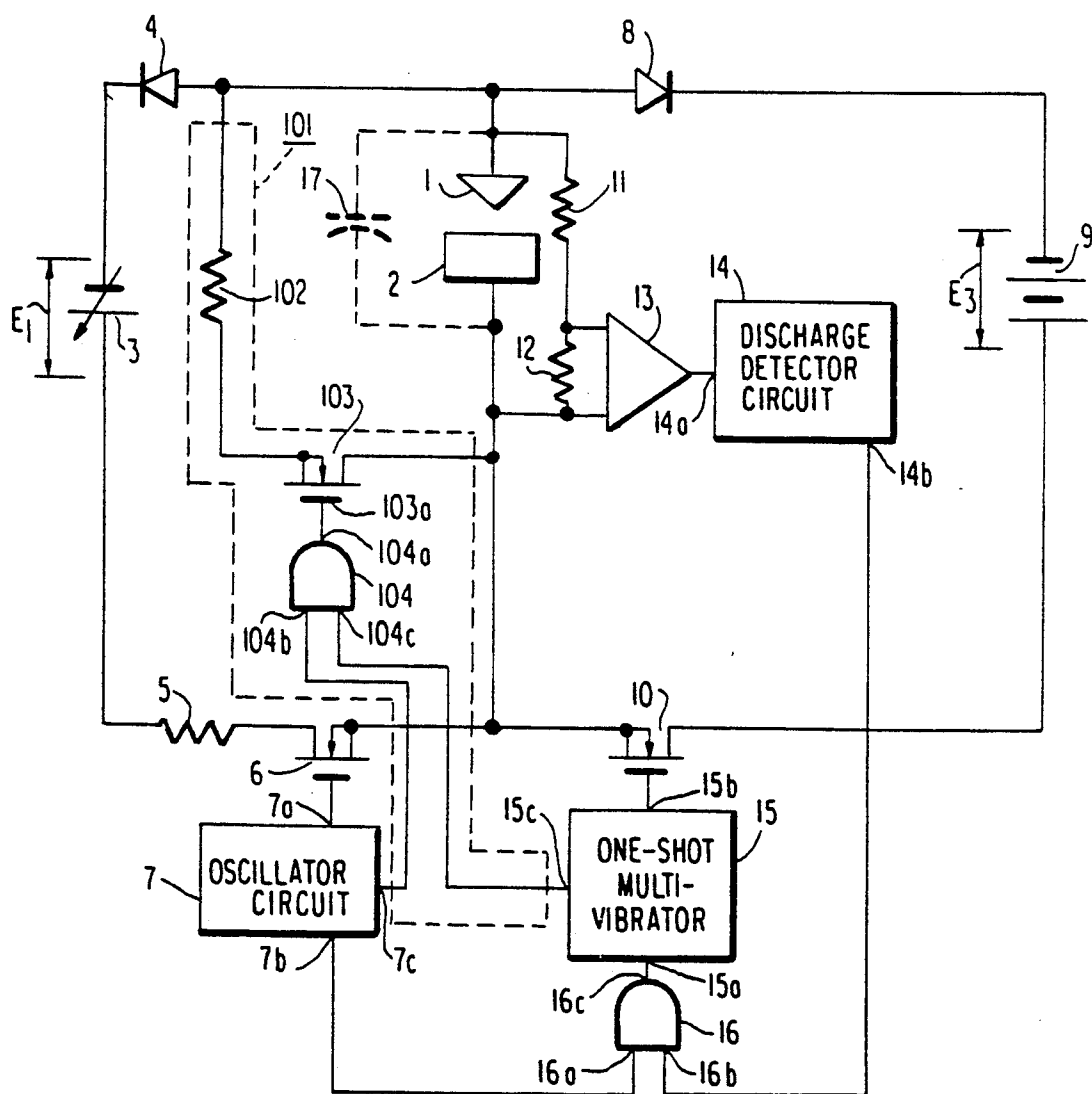 4
8
101
17
1
11
9
E3
E1
102
2
13
14
3
12
DISCHARGE
DETECTOR
CIRCUIT
14a
103
14b
103a
104a
104
104b
104c
5
10
6
7a
15b
15c
15
7
OSCILLATOR
CIRCUIT
ONE-SHOT
MULTI-
VIBRATOR
7b
7c
15a
16c
16
16a
16b